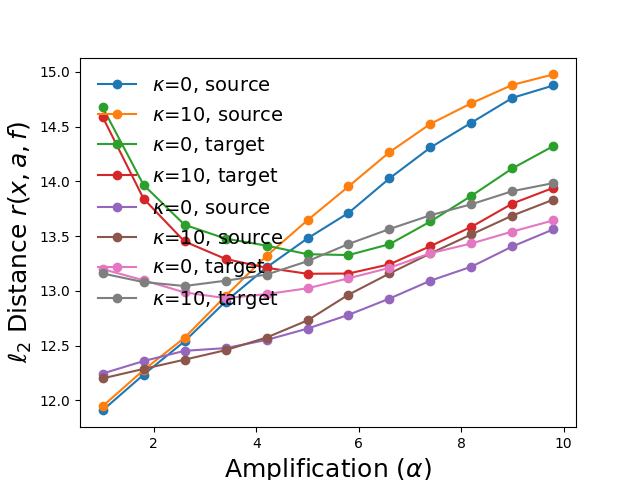 15.0
14.5
14.0
13.5
13.0
12.5
12.0
ℓ₂ Distance r(x, a, f)
κ=0, source
κ=10, source
κ=0, target
κ=10, target
κ=0, source
κ=10, source
κ=0, target
κ=10, target
2 4 6 8 10
Amplification (α)